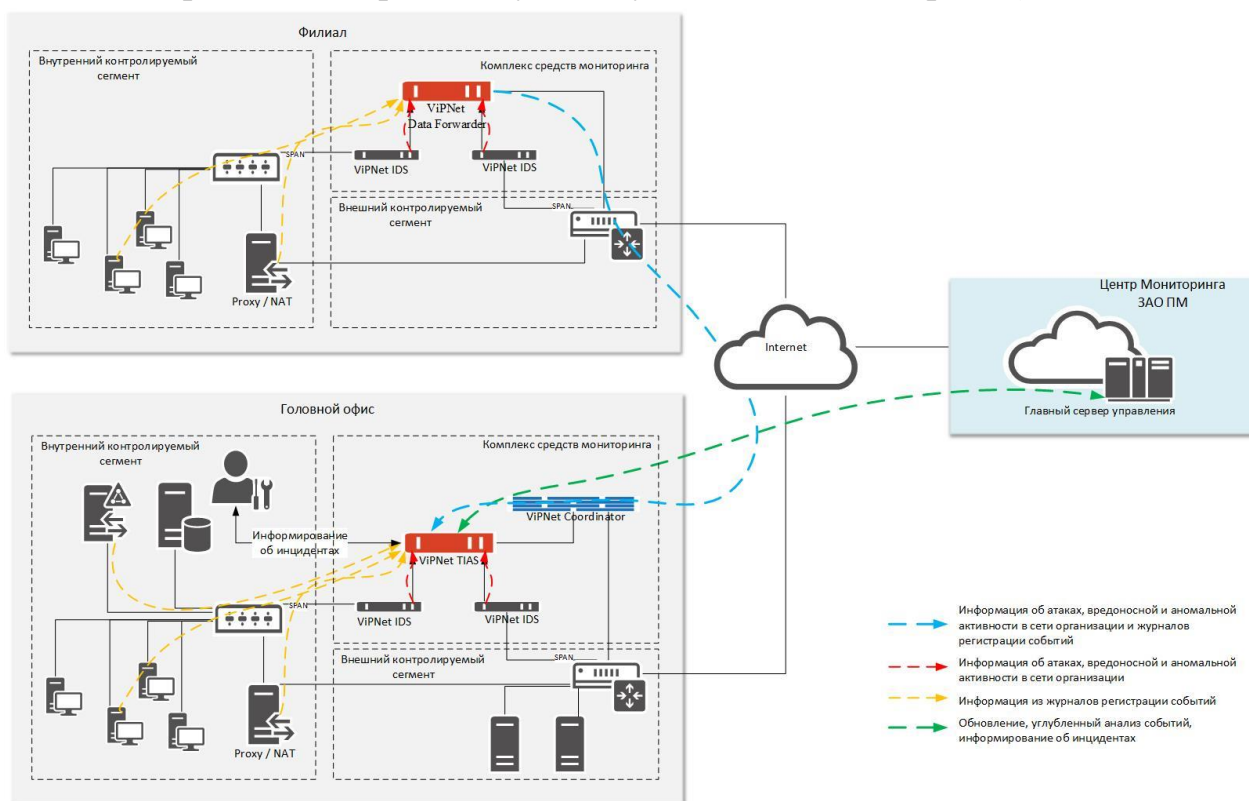 Филиал
Внутренний контролируемый
сегмент
Комплекс средств мониторинга
ViPNet
Data Forwarder
SPAN
ViPNet IDS
ViPNet IDS
Внешний контролируемый
сегмент
SPAN
Proxy / NAT
Internet
Центр Мониторинга
ЗАО ПМ
Главный сервер управления
Головной офис
Внутренний контролируемый
сегмент
Комплекс средств мониторинга
ViPNet Coordinator
Информирование
об инцидентах
ViPNet TIAS
SPAN
ViPNet IDS
ViPNet IDS
Внешний контролируемый
сегмент
SPAN
Proxy / NAT
Информация об атаках, вредоносной и аномальной
активности в сети организации и журналов
регистрации событий
Информация об атаках, вредоносной и аномальной
активности в сети организации
Информация из журналов регистрации событий
Обновление, углубленный анализ событий,
информирование об инцидентах